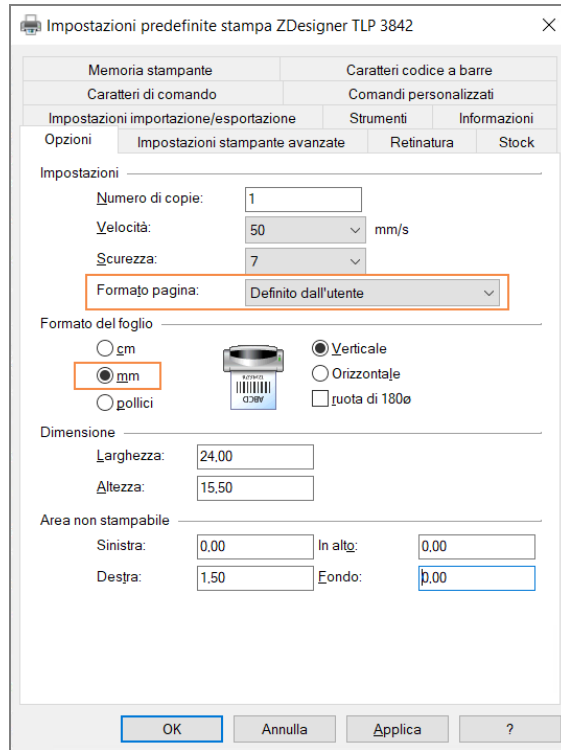 Impostazioni predefinite stampa ZDesigner TLP 3842
Memoria stampante Caratteri codice a barre
Caratteri di comando Comandi personalizzati
Impostazioni importazione/esportazione Strumenti Informazioni
Opzioni Impostazioni stampante avanzate Retinatura Stock
Impostazioni
Numero di copie: 1
Velocità: 50 mm/s
Scurezza: 7
Formato pagina: Definito dall'utente
Formato del foglio
cm Verticale
mm Orizzontale
pollici ruota di 180ø
ABCD
Dimensione
Larghezza: 24,00
Altezza: 15,50
Area non stampabile
Sinistra: 0,00 In alto: 0,00
Destra: 1,50 Fondo: 0,00
OK Annulla Applica ?